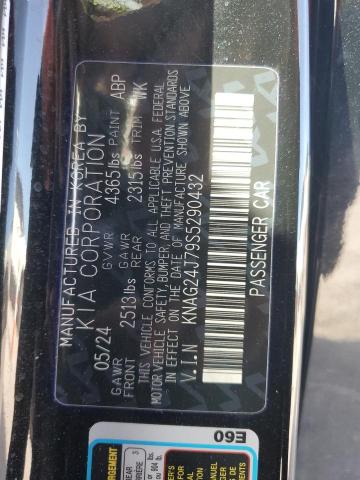 MANUFACTURED IN KOREA BY
KIA CORPORATION
05/24 GVWR 4365 lbs PAINT ABP
GAWR FRONT 2513 lbs GAWR REAR 2315 lbs TRIM WK
THIS VEHICLE CONFORMS TO ALL APPLICABLE U.S.A. FEDERAL
MOTOR VEHICLE SAFETY, BUMPER, AND THEFT PREVENTION STANDARDS
IN EFFECT ON THE DATE OF MANUFACTURE SHOWN ABOVE
V.I.N KNAG24J79S5290432
PASSENGER CAR
E60